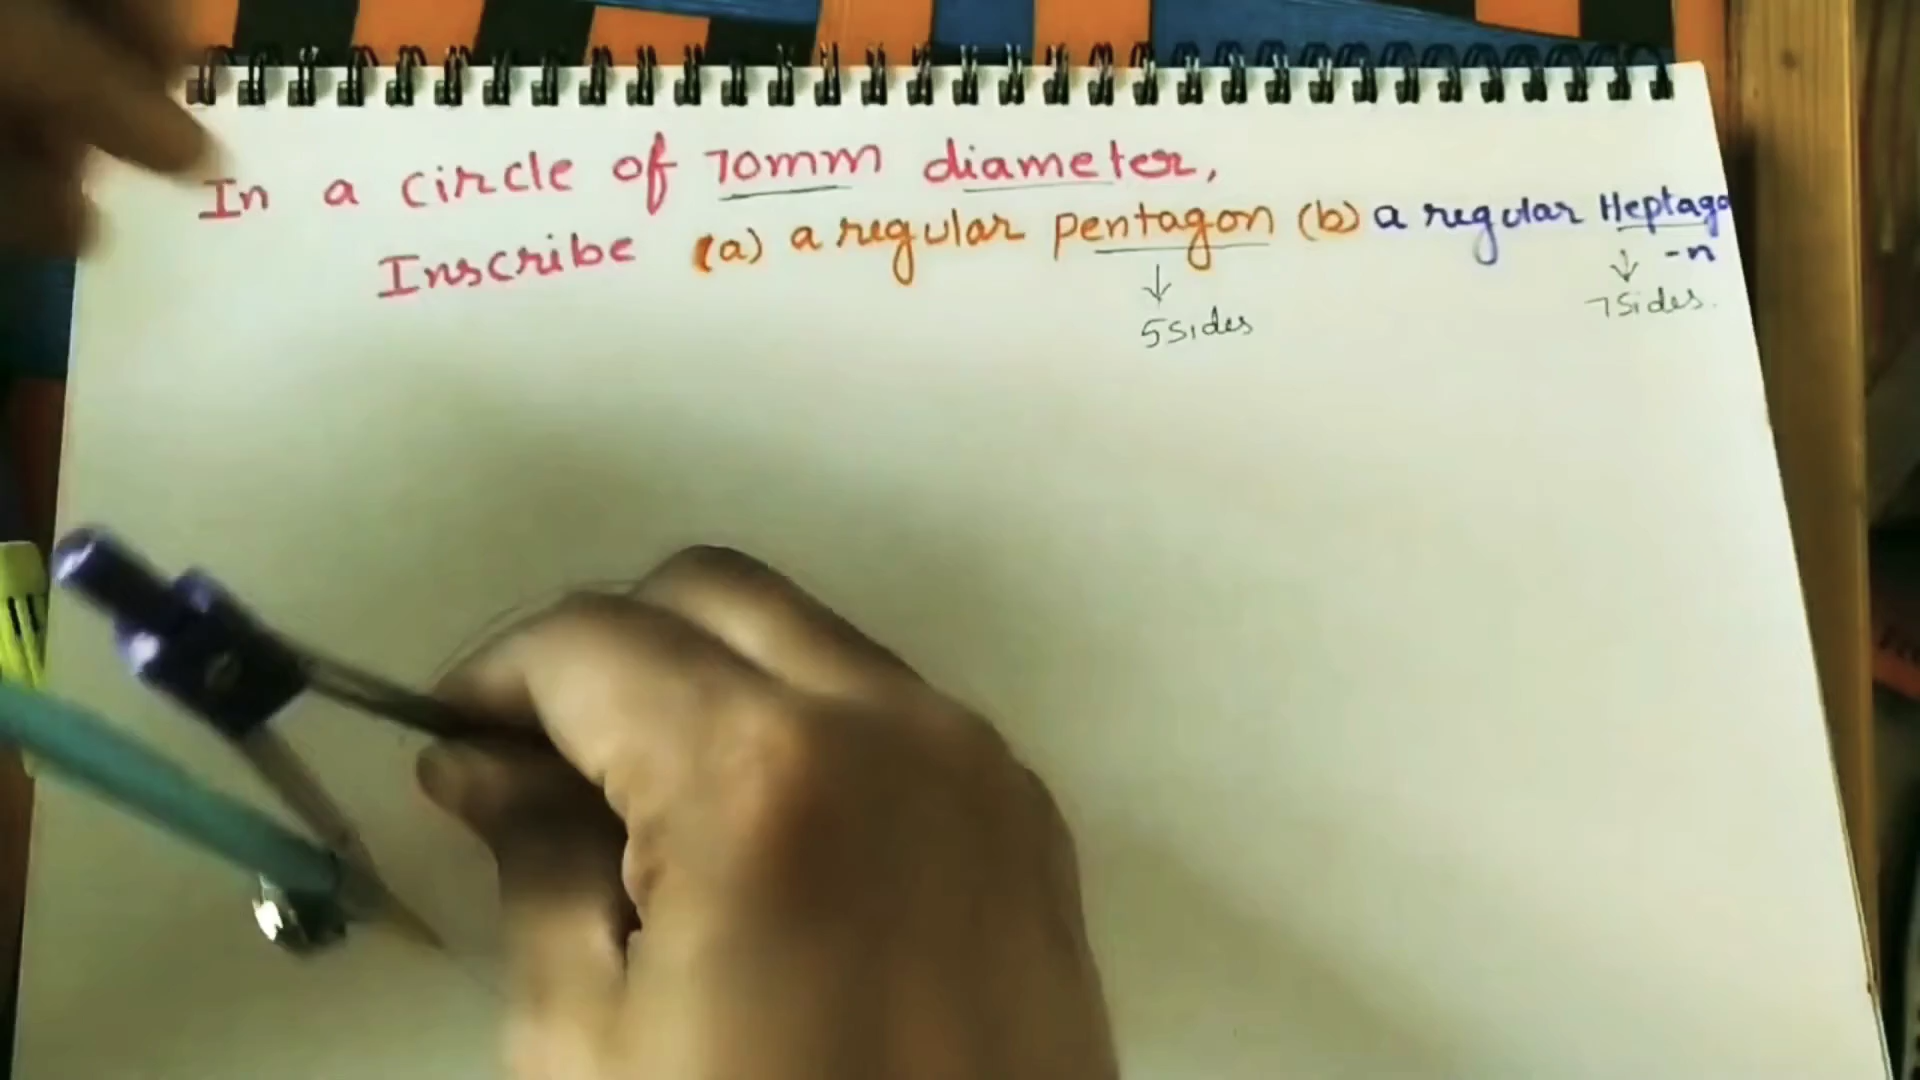 In a circle of 70mm diameter,
Inscribe (a) a regular pentagon (b) a regular Heptago
-n
↓ ↓
5sides 7sides.